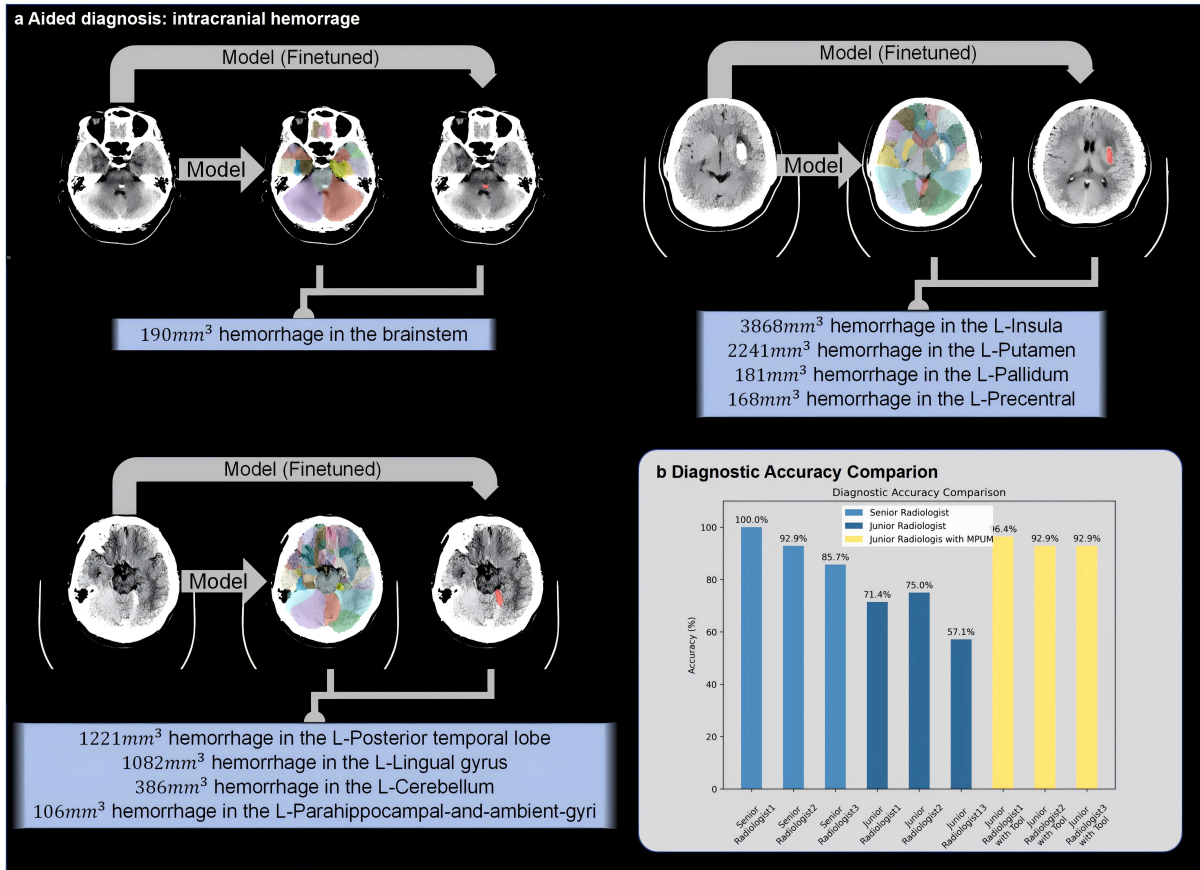 a Aided diagnosis: intracranial hemorrage
Model (Finetuned)
Model
190mm³ hemorrhage in the brainstem
Model (Finetuned)
Model
3868mm³ hemorrhage in the L-Insula
2241mm³ hemorrhage in the L-Putamen
181mm³ hemorrhage in the L-Pallidum
168mm³ hemorrhage in the L-Precentral
Model (Finetuned)
Model
1221mm³ hemorrhage in the L-Posterior temporal lobe
1082mm³ hemorrhage in the L-Lingual gyrus
386mm³ hemorrhage in the L-Cerebellum
106mm³ hemorrhage in the L-Parahippocampal-and-ambient-gyri
b Diagnostic Accuracy Comparion
Diagnostic Accuracy Comparison
Senior Radiologist
Junior Radiologist
Junior Radiologis with MPUM
100.0%
92.9%
85.7%
71.4%
75.0%
57.1%
96.4%
92.9%
92.9%
Accuracy (%)
100
80
60
40
20
0
Senior
Radiologist1
Senior
Radiologist2
Senior
Radiologist3
Junior
Radiologist1
Junior
Radiologist2
Junior
Radiologist13
Junior
Radiologist1
with Tool
Junior
Radiologist2
with Tool
Junior
Radiologist3
with Tool